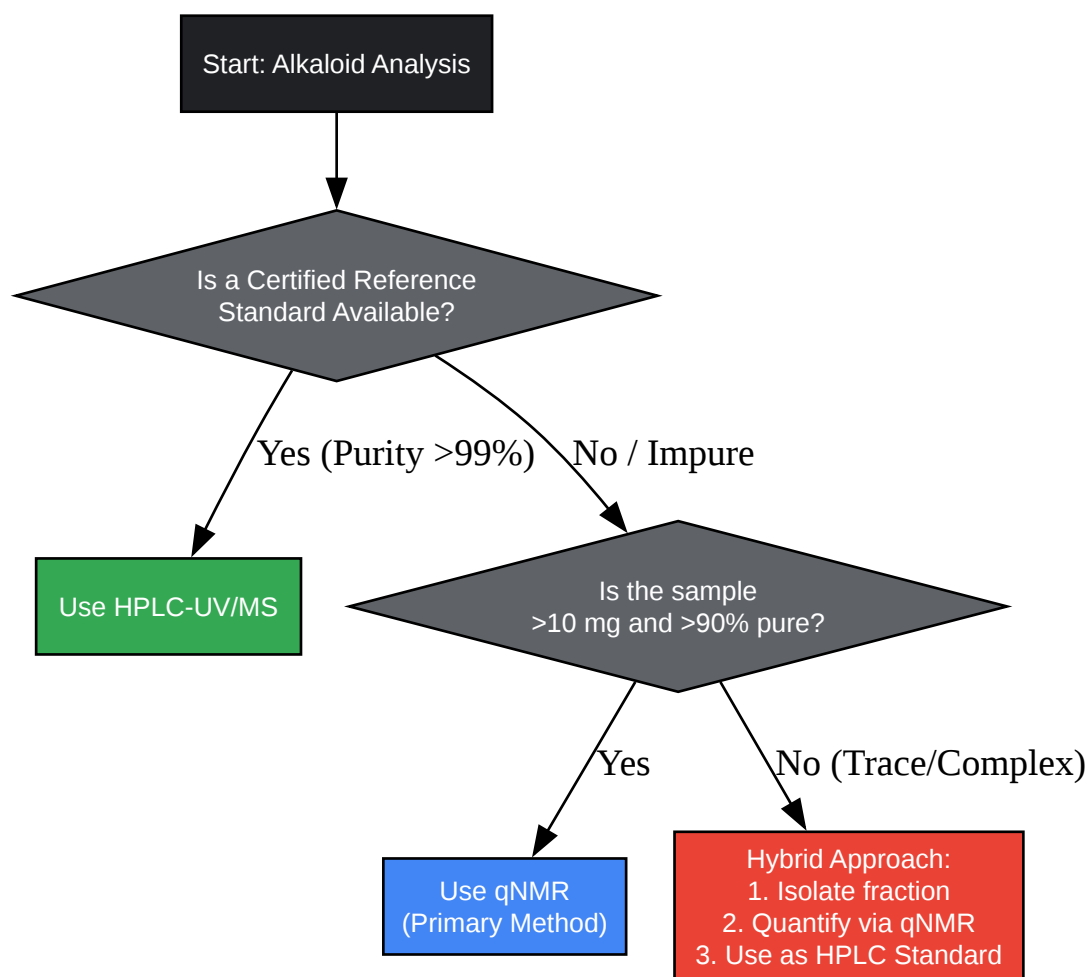 Start: Alkaloid Analysis
Is a Certified Reference
Standard Available?
Yes (Purity >99%)
No / Impure
Use HPLC-UV/MS
Is the sample
>10 mg and >90% pure?
Yes
No (Trace/Complex)
Use qNMR
(Primary Method)
Hybrid Approach:
1. Isolate fraction
2. Quantify via qNMR
3. Use as HPLC Standard